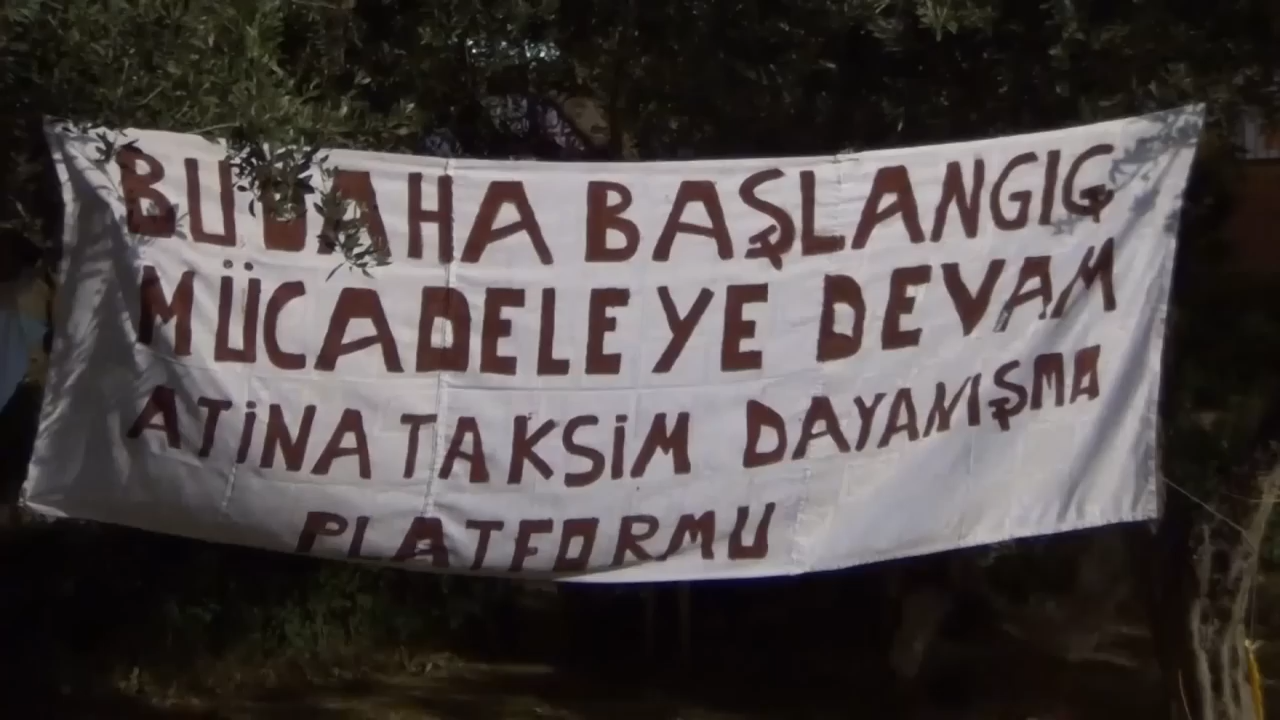 BU DAHA BAŞLANGIÇ
MÜCADELEYE DEVAM
ATİNA TAKSİM DAYANIŞMA
PLATFORMU